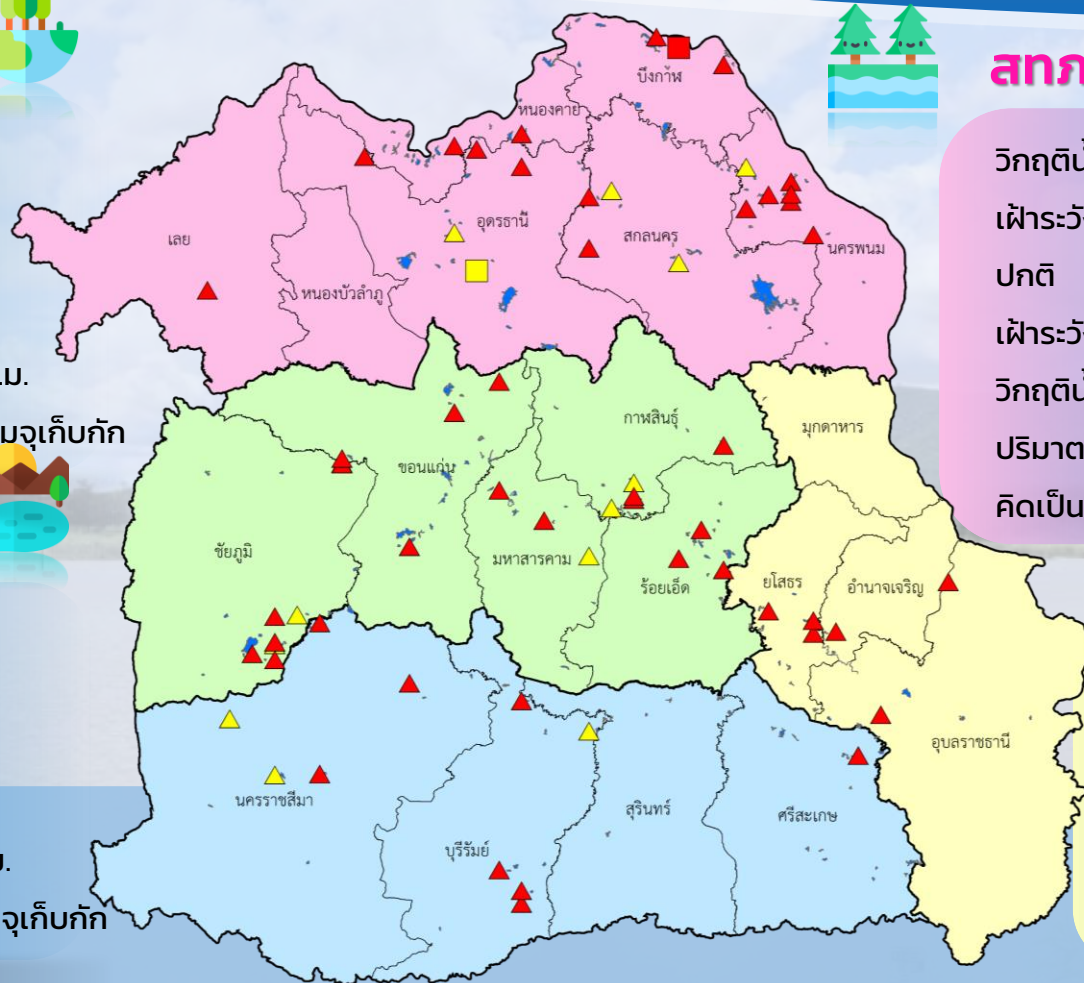 สทภ
วิกฤติน้
เฝ้าระวัง
ปกติ
เฝ้าระวัง
วิกฤติน้
ปริมาต
คิดเป็น
.ม.
มจุเก็บกัก
ม.
จุเก็บกัก
บึงกาฬ
หนองคาย
เลย
อุดรธานี
สกลนคร
นครพนม
หนองบัวลำภู
กาฬสินธุ์
มุกดาหาร
ขอนแก่น
ชัยภูมิ
มหาสารคาม
ร้อยเอ็ด
ยโสธร
อำนาจเจริญ
อุบลราชธานี
นครราชสีมา
บุรีรัมย์
สุรินทร์
ศรีสะเกษ